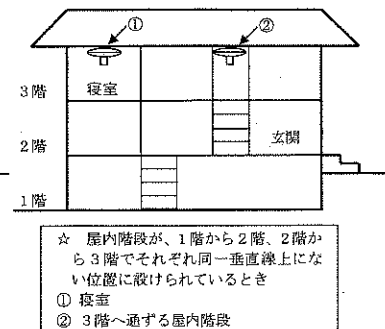 ①
②
3階
寝室
2階
玄関
1階
☆ 屋内階段が、1階から2階、2階か
ら3階でそれぞれ同一垂直線上にな
い位置に設けられているとき
① 寝室
② 3階へ通ずる屋内階段